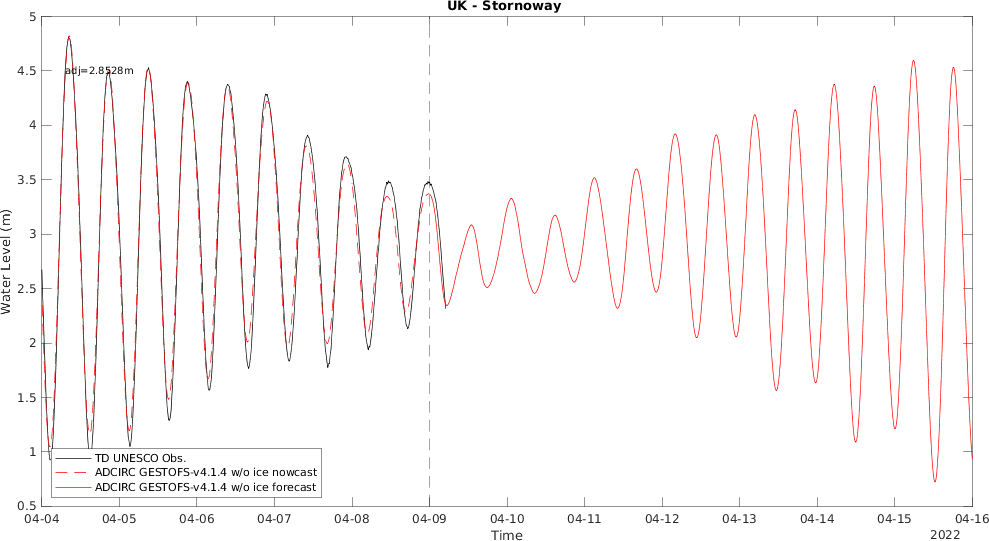 UK - Stornoway
5
4.5
4
3.5
3
2.5
2
1.5
1
0.5
Water Level (m)
adj=2.8528m
TD UNESCO Obs.
ADCIRC GESTOFS-v4.1.4 w/o ice nowcast
ADCIRC GESTOFS-v4.1.4 w/o ice forecast
04-04 04-05 04-06 04-07 04-08 04-09 04-10 04-11 04-12 04-13 04-14 04-15 04-16
Time
2022